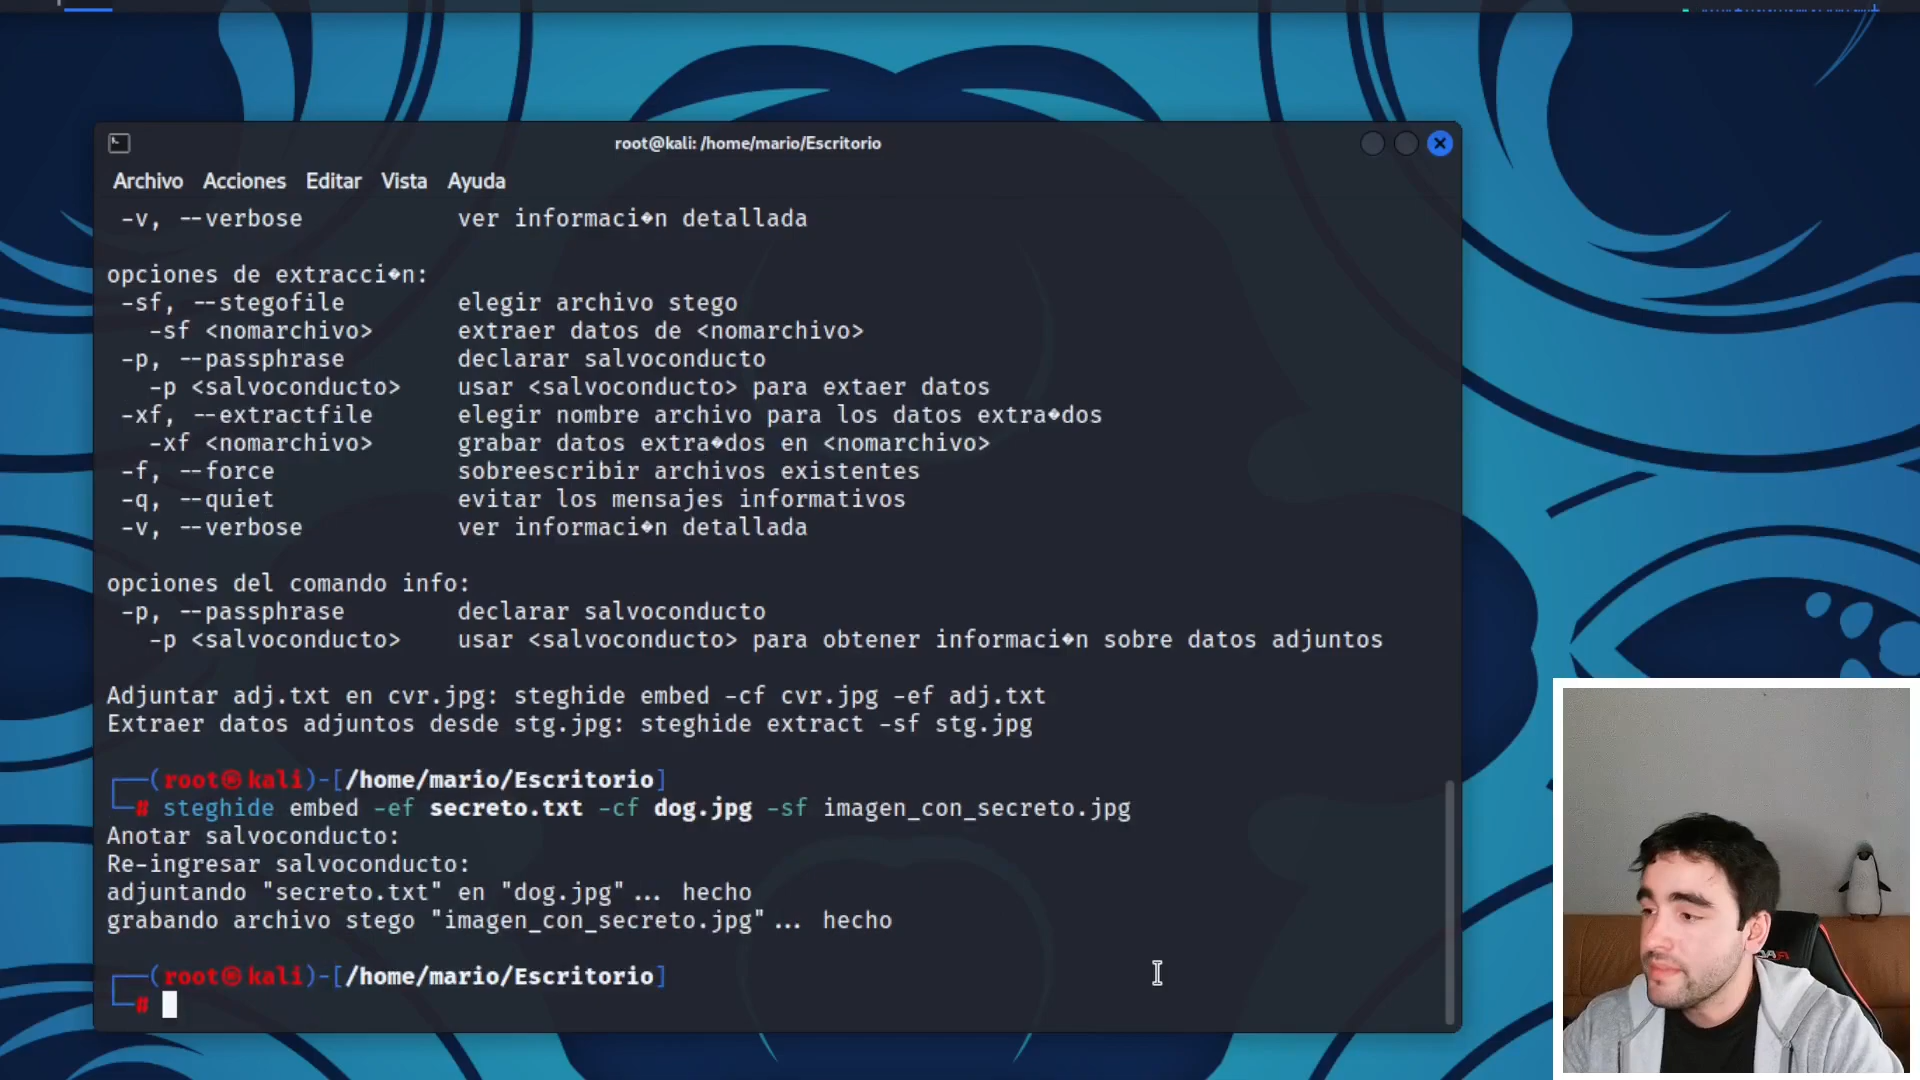 root@kali: /home/mario/Escritorio
Archivo Acciones Editar Vista Ayuda
-v, --verbose ver informaci�n detallada
opciones de extracci�n:
-sf, --stegofile elegir archivo stego
-sf <nomarchivo> extraer datos de <nomarchivo>
-p, --passphrase declarar salvoconducto
-p <salvoconducto> usar <salvoconducto> para extaer datos
-xf, --extractfile elegir nombre archivo para los datos extra�dos
-xf <nomarchivo> grabar datos extra�dos en <nomarchivo>
-f, --force sobreescribir archivos existentes
-q, --quiet evitar los mensajes informativos
-v, --verbose ver informaci�n detallada
opciones del comando info:
-p, --passphrase declarar salvoconducto
-p <salvoconducto> usar <salvoconducto> para obtener informaci�n sobre datos adjuntos
Adjuntar adj.txt en cvr.jpg: steghide embed -cf cvr.jpg -ef adj.txt
Extraer datos adjuntos desde stg.jpg: steghide extract -sf stg.jpg
┌──(root㉿kali)-[/home/mario/Escritorio]
└─# steghide embed -ef secreto.txt -cf dog.jpg -sf imagen_con_secreto.jpg
Anotar salvoconducto:
Re-ingresar salvoconducto:
adjuntando "secreto.txt" en "dog.jpg"... hecho
grabando archivo stego "imagen_con_secreto.jpg"... hecho
┌──(root㉿kali)-[/home/mario/Escritorio]
└─#